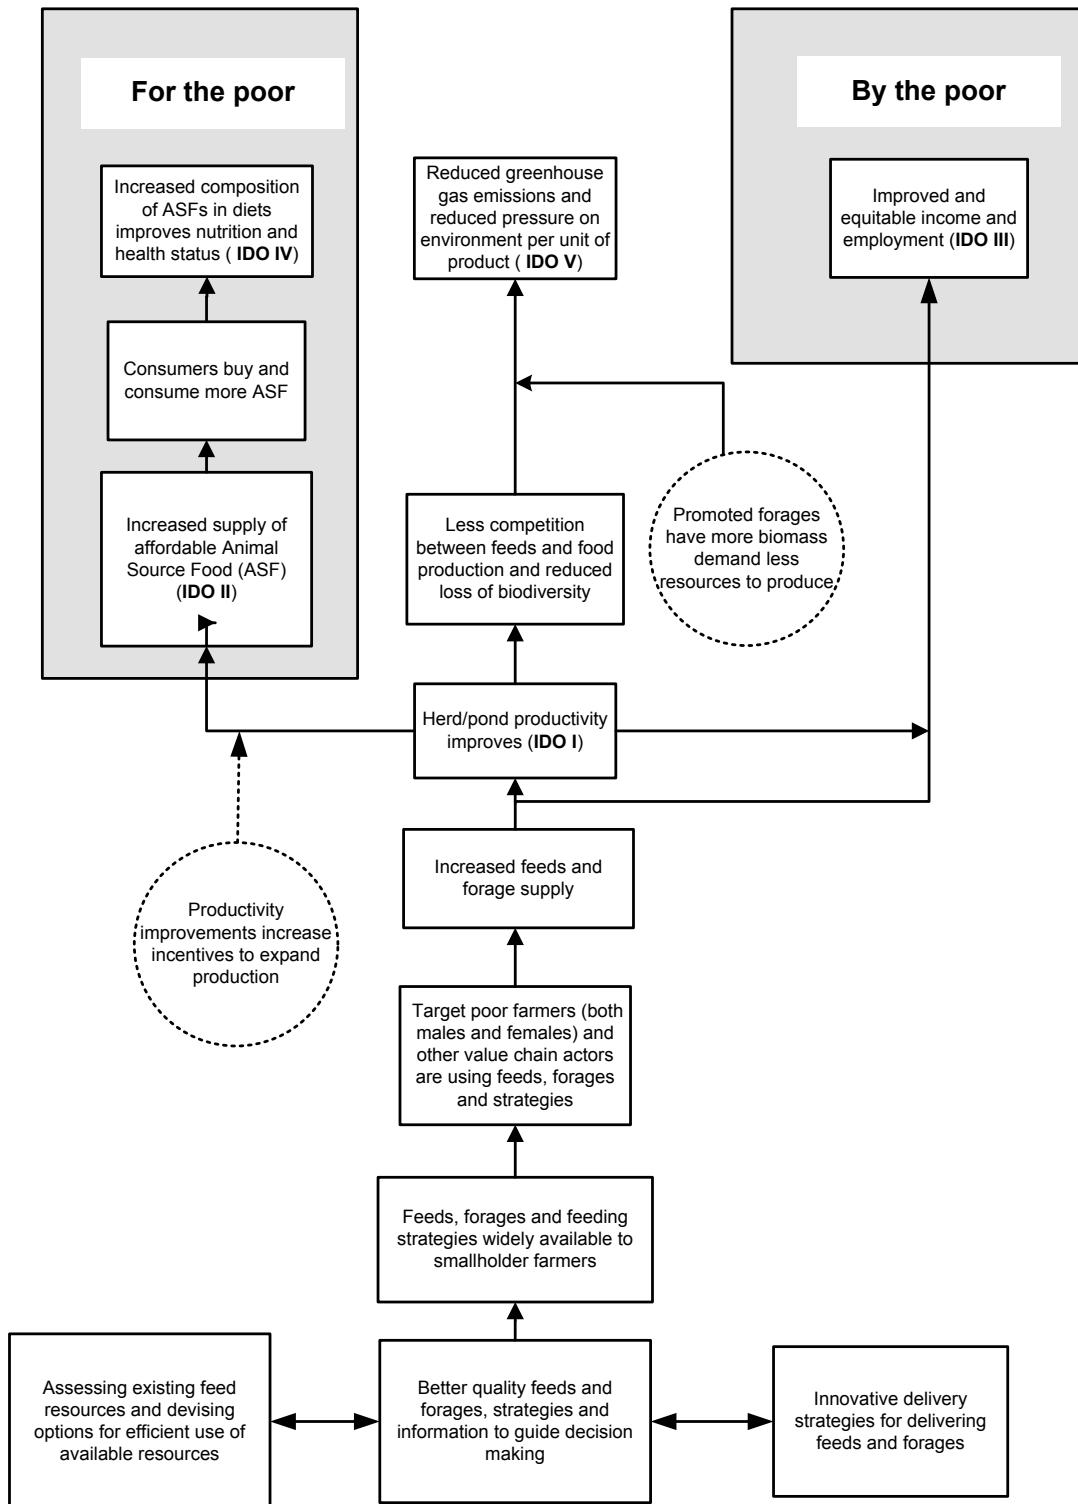 For the poor
By the poor
Increased composition
of ASFs in diets
improves nutrition and
health status ( IDO IV)
Reduced greenhouse
gas emissions and
reduced pressure on
environment per unit of
product ( IDO V)
Improved and
equitable income and
employment (IDO III)
Consumers buy and
consume more ASF
Increased supply of
affordable Animal
Source Food (ASF)
(IDO II)
Less competition
between feeds and food
production and reduced
loss of biodiversity
Promoted forages
have more biomass
demand less
resources to produce
Herd/pond productivity
improves (IDO I)
Increased feeds and
forage supply
Productivity
improvements increase
incentives to expand
production
Target poor farmers (both
males and females) and
other value chain actors
are using feeds, forages
and strategies
Feeds, forages and feeding
strategies widely available to
smallholder farmers
Assessing existing feed
resources and devising
options for efficient use of
available resources
Better quality feeds and
forages, strategies and
information to guide decision
making
Innovative delivery
strategies for delivering
feeds and forages